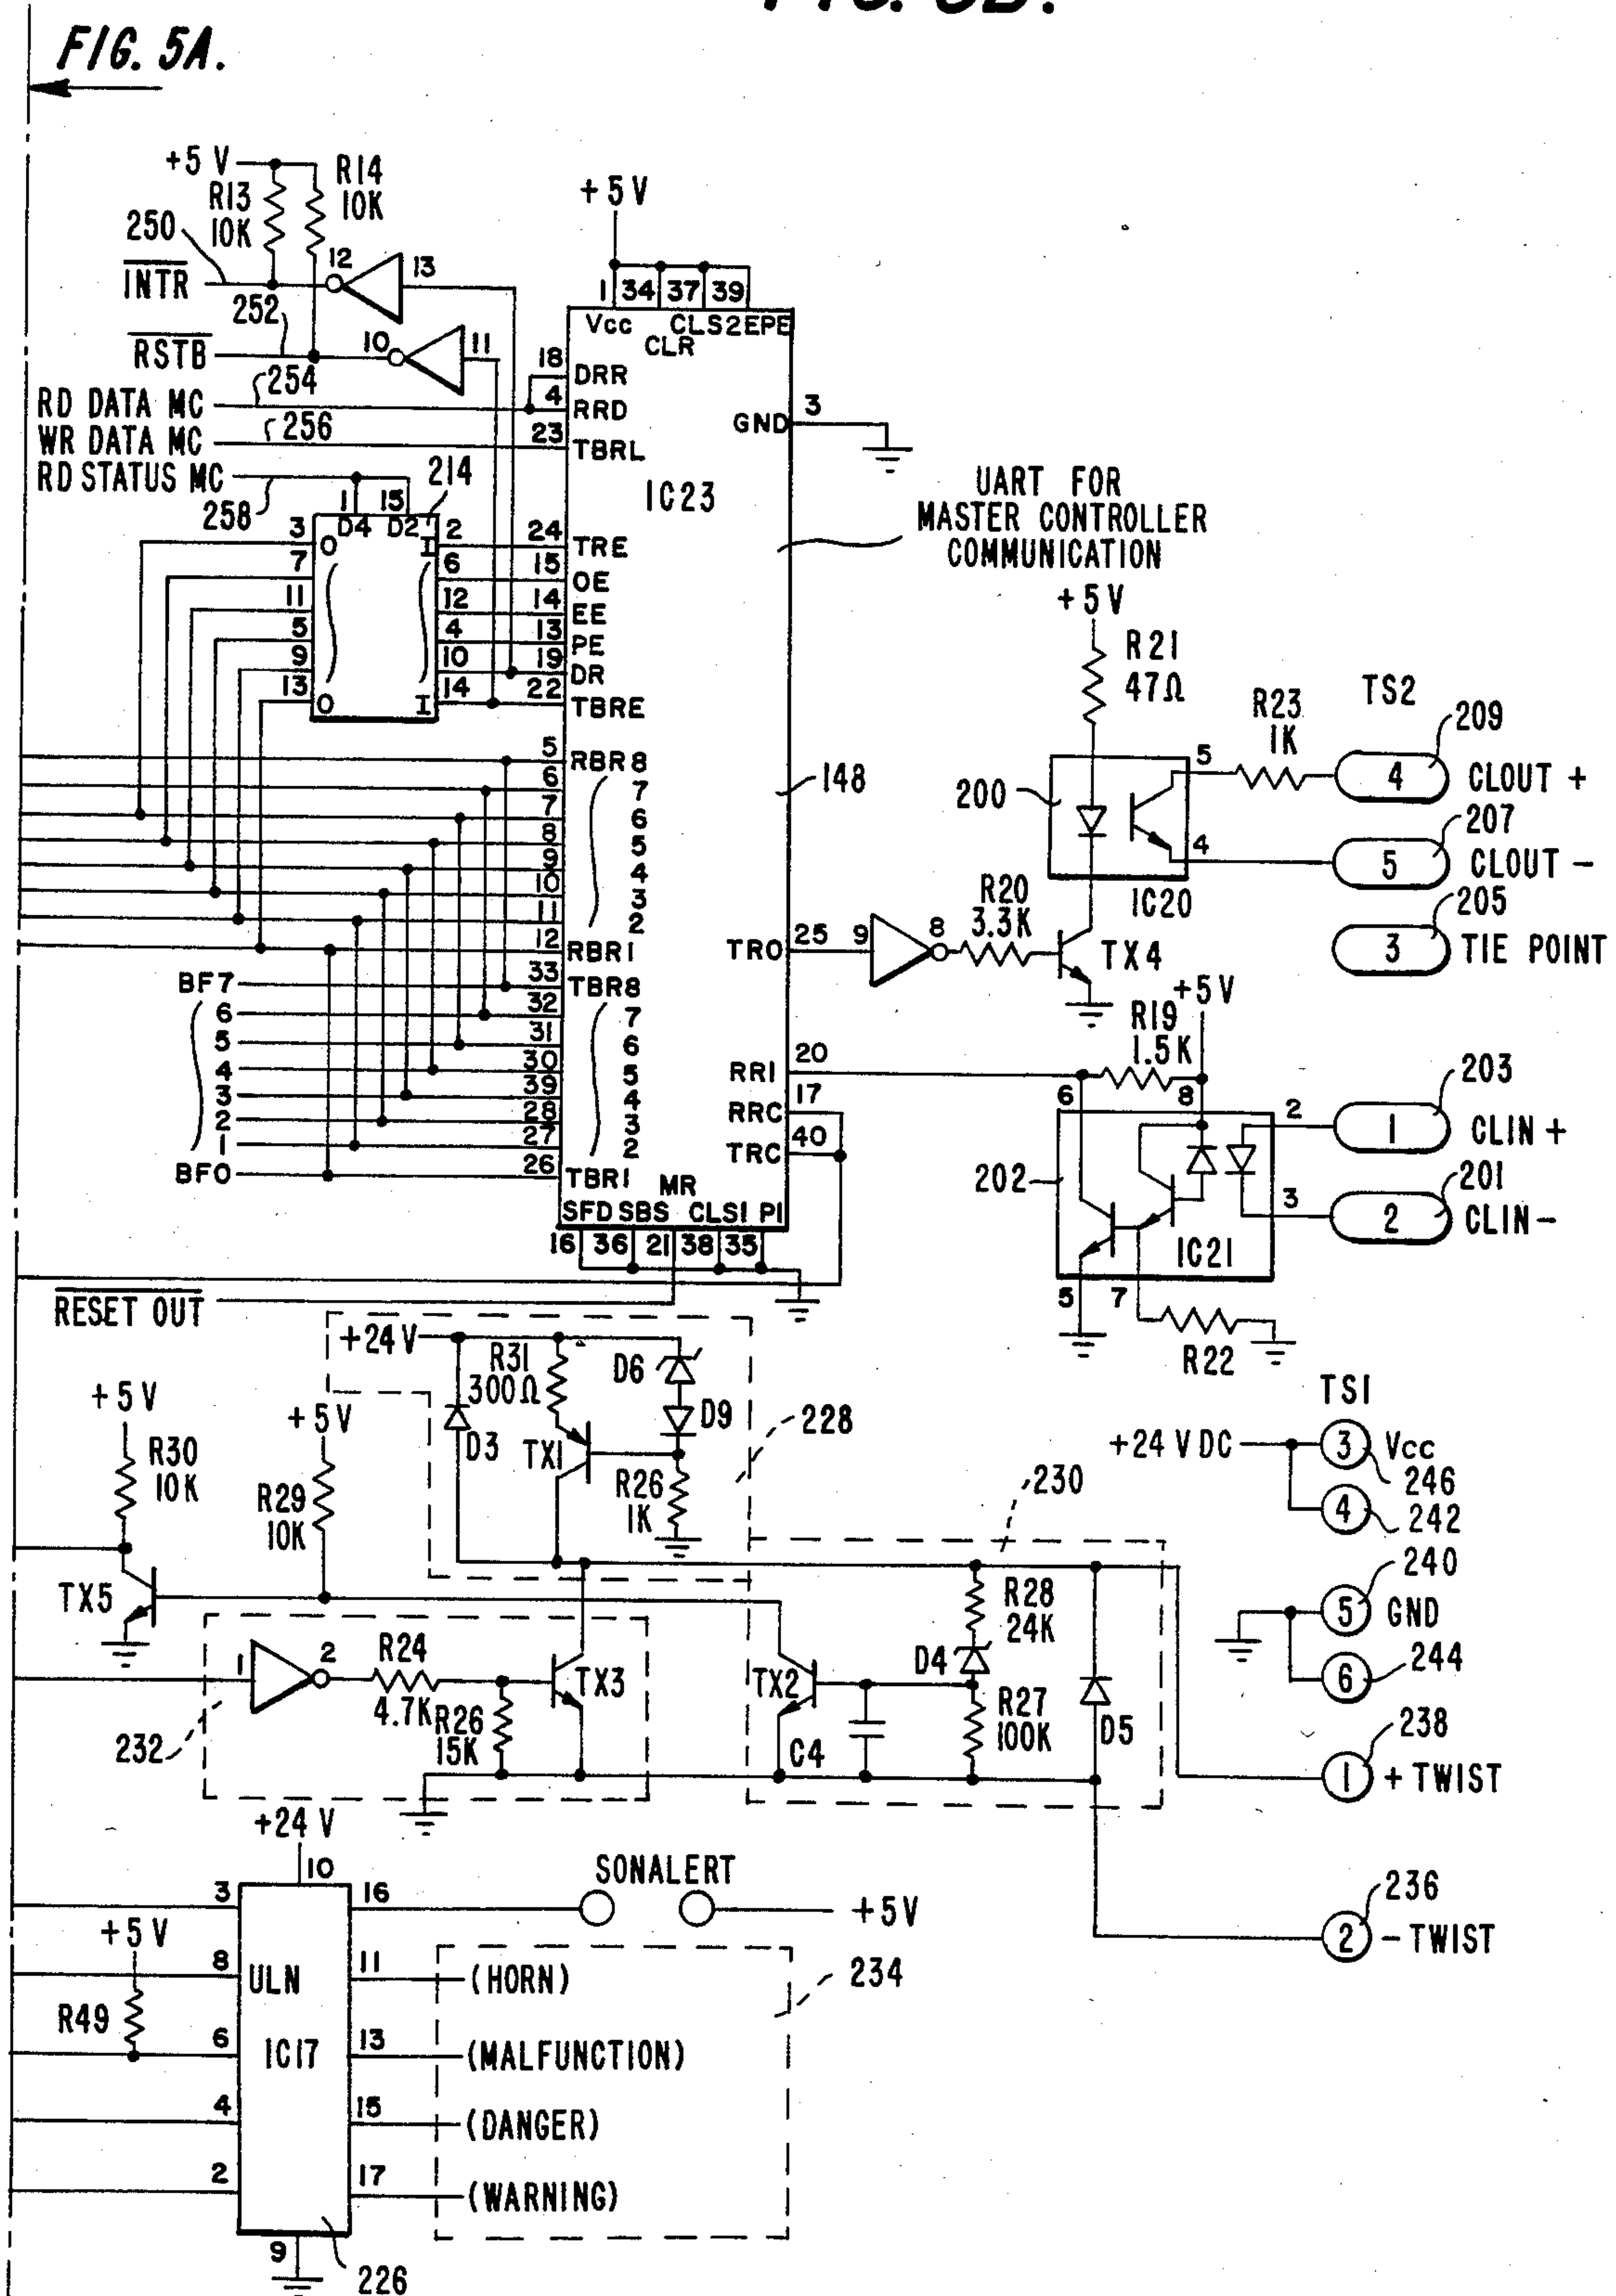 FIG. 5B.
FIG. 5A.
+5 V
R13
10K
R14
10K
250
INTR
12
13
252
RSTB
10
11
254
RD DATA MC
256
WR DATA MC
RD STATUS MC
258
214
1
15
D4 D2
3
7
11
5
9
13
O
O
I
I
2
6
12
4
10
14
+5V
1
34
37
39
Vcc
CLR
CLS2
EPE
18
DRR
4
RRD
23
TBRL
IC23
GND
3
24
TRE
15
OE
14
EE
13
PE
19
DR
22
TBRE
5
RBR8
6
7
7
6
8
5
9
4
10
3
11
2
12
RBR1
BF7
33
TBR8
6
32
7
5
31
6
4
30
5
3
39
4
2
28
3
1
27
2
BF0
26
TBR1
MR
SFD
SBS
CLS1
PI
16
36
21
38
35
RESET OUT
UART FOR
MASTER CONTROLLER
COMMUNICATION
148
TRO
25
9
8
R20
3.3K
TX4
+5V
R21
47Ω
200
IC20
5
4
R23
1K
TS2
209
4
CLOUT +
207
5
CLOUT -
205
3
TIE POINT
RRI
20
RRC
17
TRC
40
R19
1.5K
+5V
6
8
202
IC21
5
7
R22
2
3
203
1
CLIN +
201
2
CLIN -
+24V
R31
300Ω
D6
D9
D3
TX1
R26
1K
228
+5V
R30
10K
+5V
R29
10K
TX5
230
R28
24K
D4
TX2
R27
100K
D5
C4
1
2
R24
4.7K
R26
15K
TX3
232
TS1
+24 VDC
3
Vcc
246
4
242
240
5
GND
6
244
238
1
+ TWIST
236
2
- TWIST
+24 V
10
3
16
SONALERT
+5V
+5V
R49
8
ULN
11
(HORN)
234
6
IC17
13
(MALFUNCTION)
4
15
(DANGER)
2
17
(WARNING)
9
226